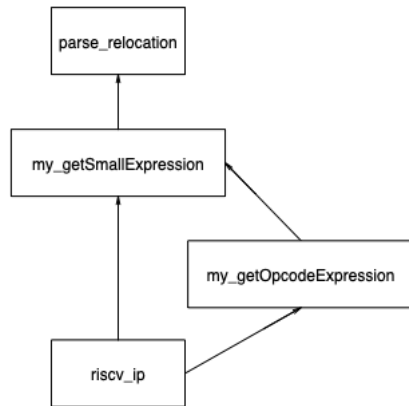 parse_relocation
my_getSmallExpression
my_getOpcodeExpression
riscv_ip